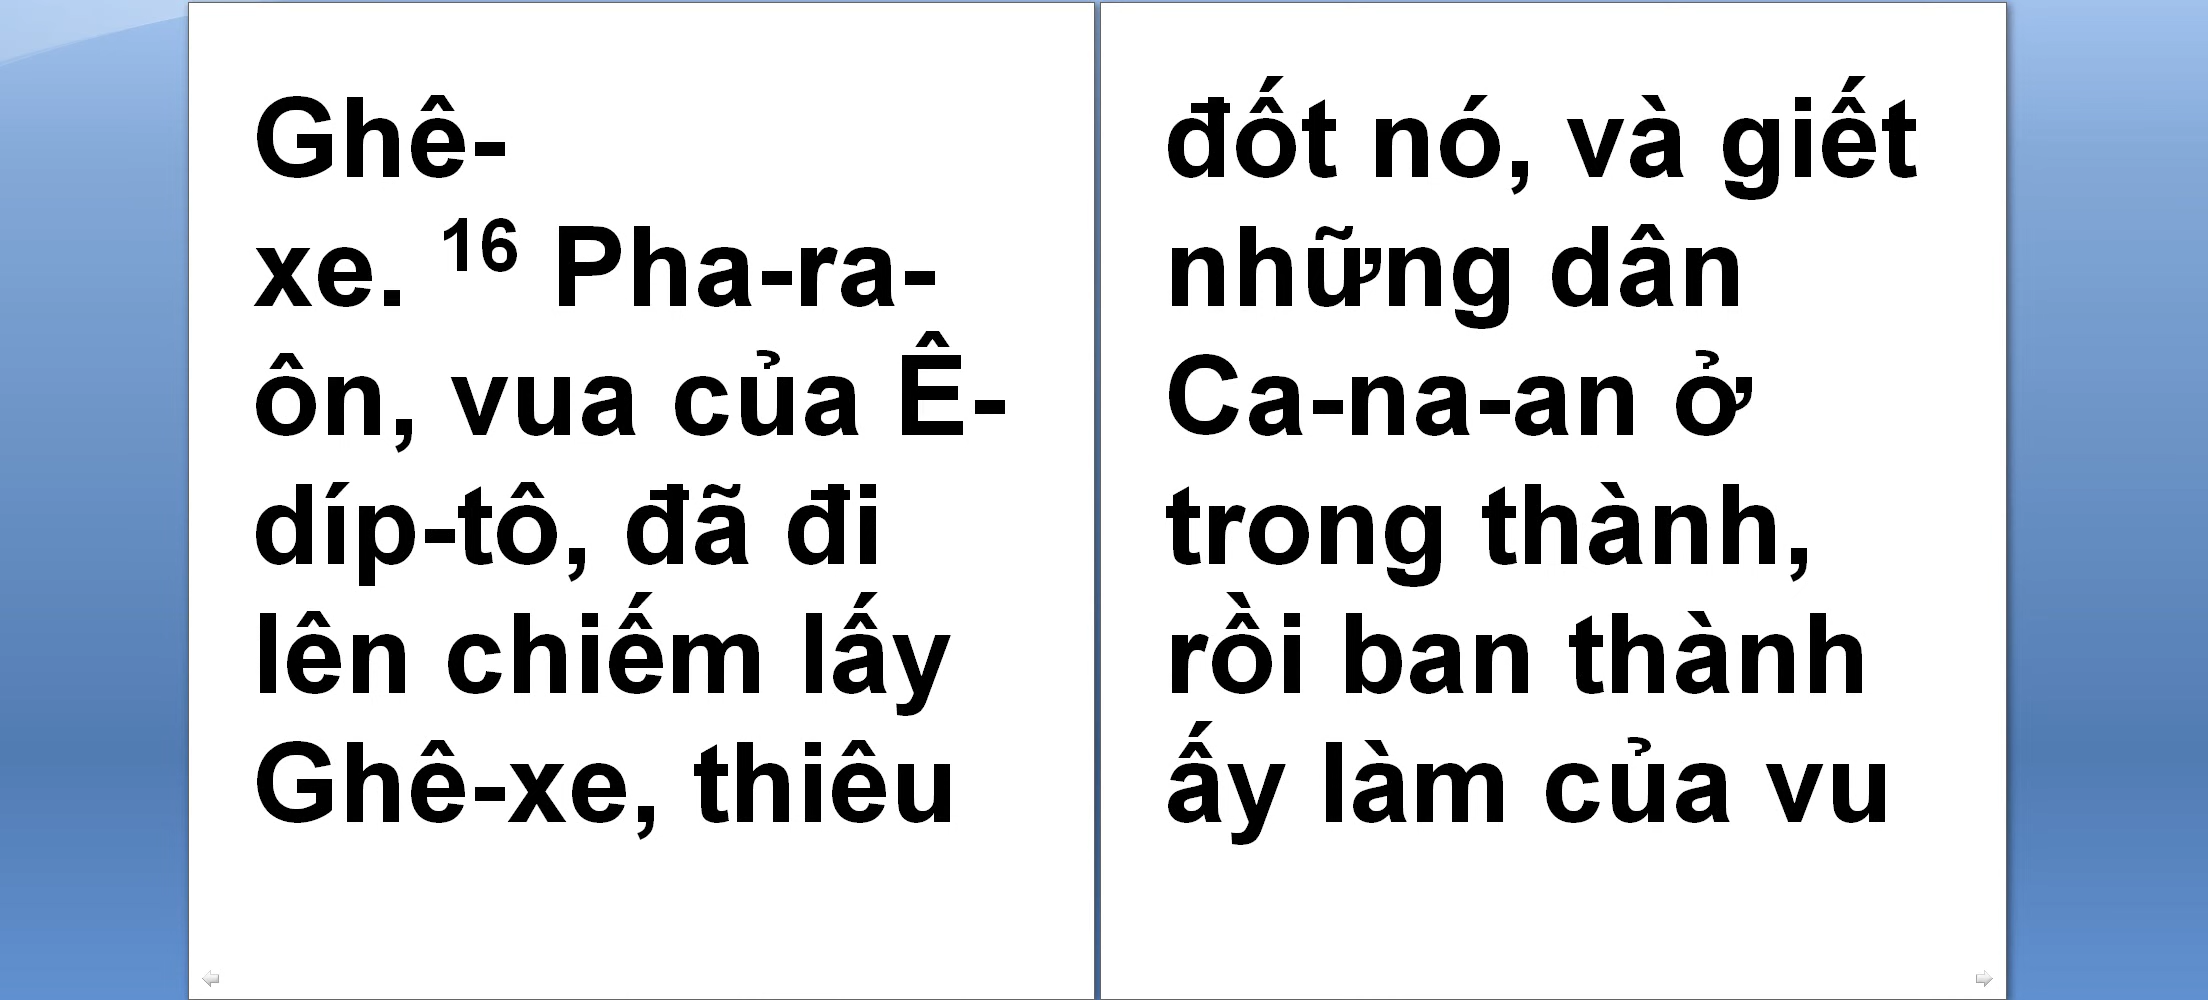 Ghê-
xe. 16 Pha-ra-
ôn, vua của Ê-
díp-tô, đã đi
lên chiếm lấy
Ghê-xe, thiêu
đốt nó, và giết
những dân
Ca-na-an ở
trong thành,
rồi ban thành
ấy làm của vu